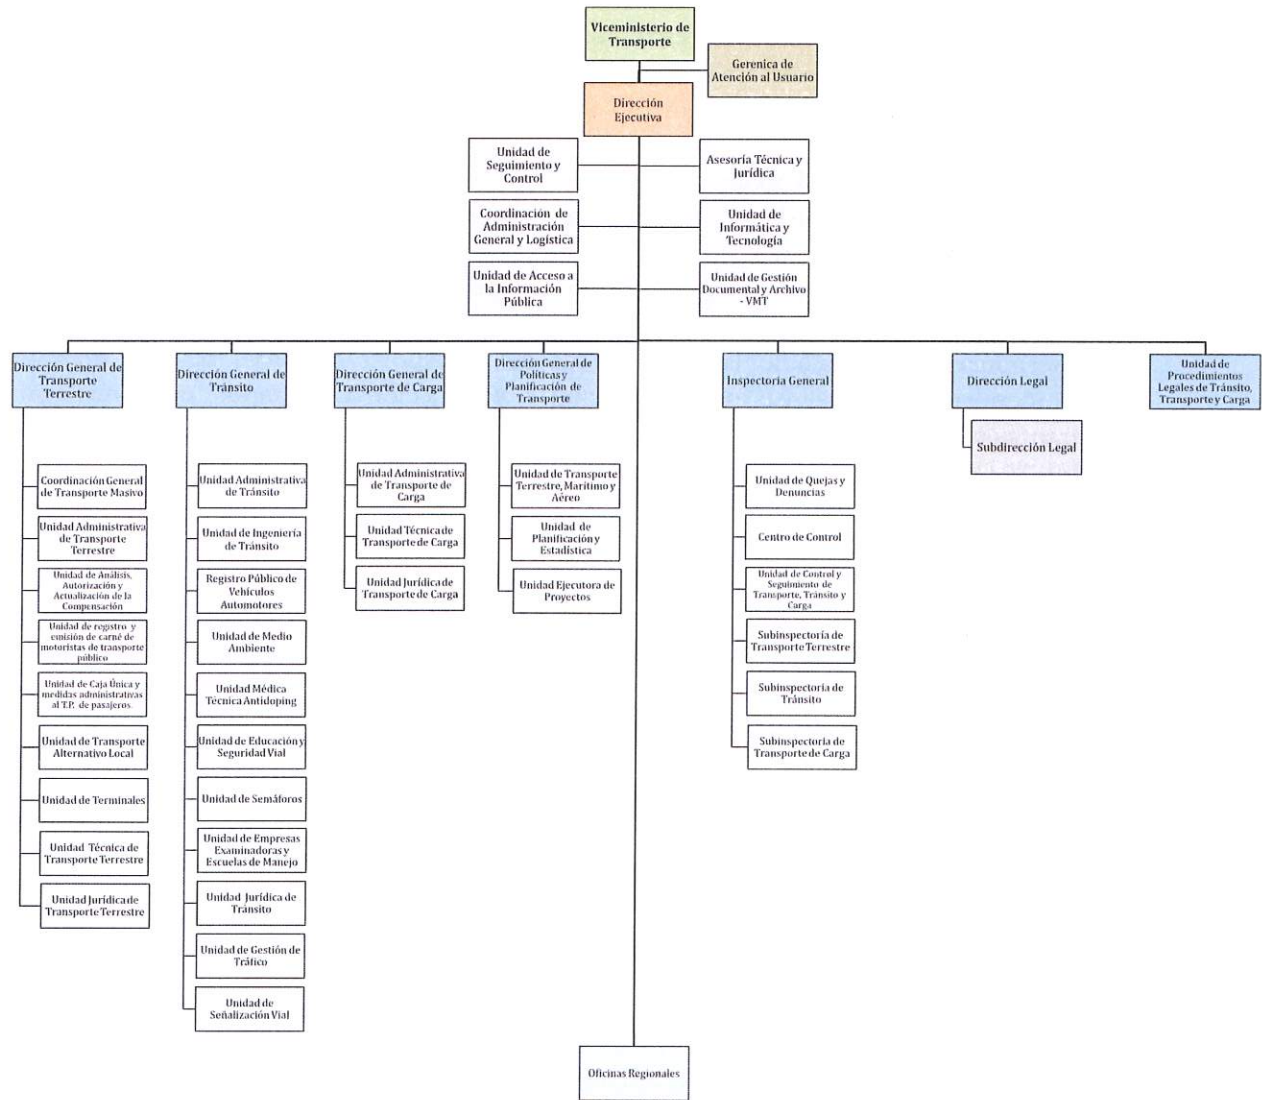 Viceministerio de
Transporte
Gerenica de
Atención al Usuario
Dirección
Ejecutiva
Unidad de
Seguimiento y
Control
Asesoría Técnica y
Jurídica
Coordinación de
Administración
General y Logística
Unidad de
Informática y
Tecnología
Unidad de Acceso a
la Información
Pública
Unidad de Gestión
Documental y Archivo
- VMT
Dirección General de
Transporte
Terrestre
Dirección General de
Tránsito
Dirección General de
Transporte de Carga
Dirección General de
Políticas y
Planificación de
Transporte
Inspectoría General
Dirección Legal
Unidad de
Procedimientos
Legales de Tránsito,
Transporte y Carga
Subdirección Legal
Coordinación General
de Transporte Masivo
Unidad Administrativa
de Transporte
Terrestre
Unidad de Análisis,
Autorización y
Actualización de la
Compensación
Unidad de registro y
emisión de carné de
motoristas de transporte
público
Unidad de Caja Única y
medidas administrativas
al T.P. de pasajeros
Unidad de Transporte
Alternativo Local
Unidad de Terminales
Unidad Técnica de
Transporte Terrestre
Unidad Jurídica de
Transporte Terrestre
Unidad Administrativa
de Tránsito
Unidad de Ingeniería
de Tránsito
Registro Público de
Vehículos
Automotores
Unidad de Medio
Ambiente
Unidad Médica
Técnica Antidoping
Unidad de Educación y
Seguridad Vial
Unidad de Semáforos
Unidad de Empresas
Examinadoras y
Escuelas de Manejo
Unidad Jurídica de
Tránsito
Unidad de Gestión de
Tráfico
Unidad de
Señalización Vial
Unidad Administrativa
de Transporte de
Carga
Unidad Técnica de
Transporte de Carga
Unidad Jurídica de
Transporte de Carga
Unidad de Transporte
Terrestre, Marítimo y
Aéreo
Unidad de
Planificación y
Estadística
Unidad Ejecutora de
Proyectos
Unidad de Quejas y
Denuncias
Centro de Control
Unidad de Control y
Seguimiento de
Transporte, Tránsito y
Carga
Subinspectoría de
Transporte Terrestre
Subinspectoría de
Tránsito
Subinspectoría de
Transporte de Carga
Oficinas Regionales